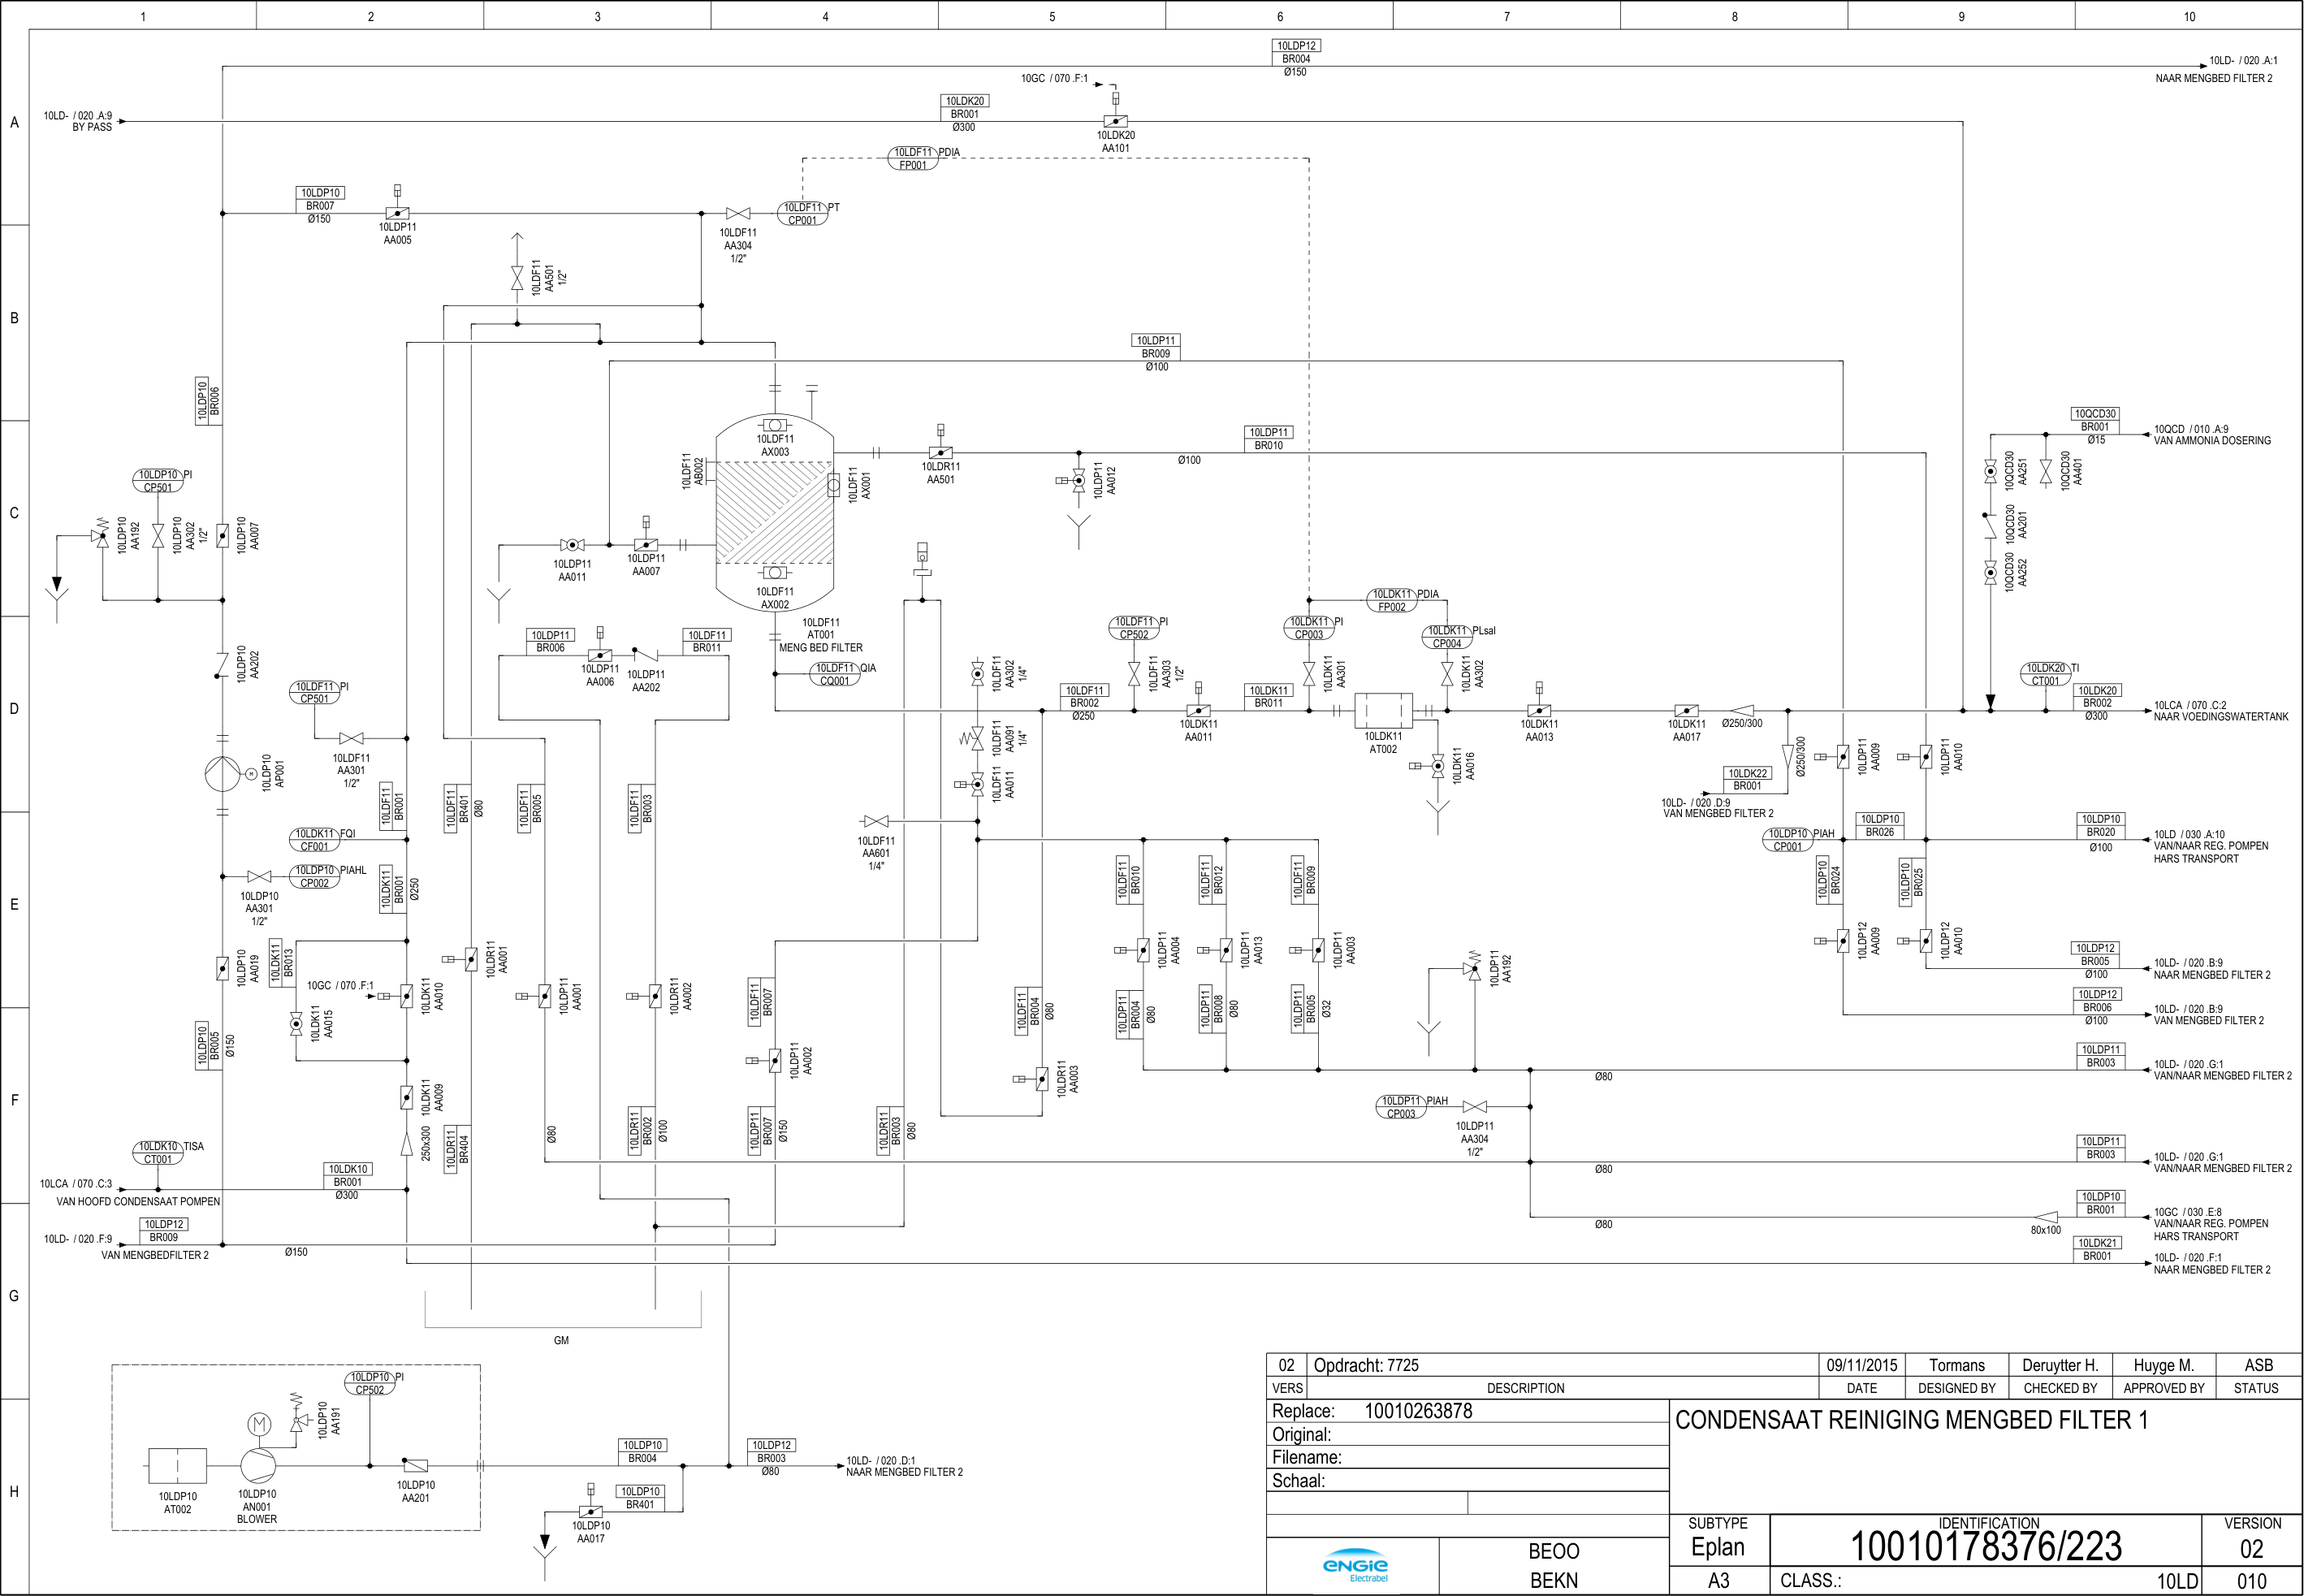 1 2 3 4 5 6 7 8 9 10
A
B
C
D
E
F
G
H
10LDP12
BR004
Ø150
10LD- / 020 .A:1
NAAR MENGBED FILTER 2
10GC / 070 .F:1
10LD- / 020 .A:9
BY PASS
10LDK20
BR001
Ø300
10LDK20
AA101
10LDF11 PDIA
FP001
10LDP10
BR007
Ø150
10LDP11
AA005
10LDF11 PT
CP001
10LDF11
AA304
1/2"
10LDF11
AA501
1/2"
10LDP11
BR009
Ø100
10LDP10
BR006
10LDF11
AX003
10LDF11
AB002
10LDF11
AX001
10LDR11
AA501
10LDP11
BR010
Ø100
10LDP11
AA012
10QCD30
BR001
Ø15
10QCD / 010 .A:9
VAN AMMONIA DOSERING
10QCD30
AA251
10QCD30
AA401
10QCD30
AA201
10QCD30
AA252
10LDP10 PI
CP501
10LDP10
AA192
10LDP10
AA302
1/2"
10LDP10
AA007
10LDP11
AA011
10LDP11
AA007
10LDF11
AX002
10LDF11
AT001
MENG BED FILTER
10LDK11 PDIA
FP002
10LDP11
BR006
10LDF11
BR011
10LDP11
AA006
10LDP11
AA202
10LDF11 QIA
CQ001
10LDF11
AA302
1/4"
10LDF11 PI
CP502
10LDF11
AA303
1/2"
10LDK11 PI
CP003
10LDK11
AA301
10LDK11 PLsal
CP004
10LDK11
AA302
10LDK20 TI
CT001
10LDP10
AA202
10LDF11 PI
CP501
10LDF11
AA301
1/2"
10LDF11
BR002
Ø250
10LDK11
BR011
10LDK11
AA011
10LDK11
AT002
10LDK11
AA013
10LDK11
AA017
Ø250/300
10LDK20
BR002
Ø300
10LCA / 070 .C:2
NAAR VOEDINGSWATERTANK
10LDF11
AA091
1/4"
10LDF11
AA011
10LDK11
AA016
Ø250/300
10LDK22
BR001
10LD- / 020 .D:9
VAN MENGBED FILTER 2
10LDP11
AA009
10LDP11
AA010
10LDP10
AP001
M
10LDF11
BR001
10LDF11
BR401
Ø80
10LDF11
BR005
10LDF11
BR003
10LDK11 FQI
CF001
10LDP10 PIAHL
CP002
10LDP10
AA301
1/2"
10LDK11
BR001
Ø250
10LDF11
AA601
1/4"
10LDF11
BR010
10LDF11
BR012
10LDF11
BR009
10LDP10 PIAH
CP001
10LDP10
BR026
10LDP10
BR020
Ø100
10LD / 030 .A:10
VAN/NAAR REG. POMPEN
HARS TRANSPORT
10LDP10
BR024
10LDP10
BR025
10LDP10
AA019
10LDK11
BR013
10GC / 070 .F:1
10LDK11
AA010
10LDK11
AA015
10LDR11
AA001
10LDP11
AA001
10LDR11
AA002
10LDF11
BR007
10LDP11
AA004
10LDP11
AA013
10LDP11
AA003
10LDP11
AA192
10LDP12
AA009
10LDP12
AA010
10LDP12
BR005
Ø100
10LD- / 020 .B:9
NAAR MENGBED FILTER 2
10LDP12
BR006
Ø100
10LD- / 020 .B:9
VAN MENGBED FILTER 2
10LDP10
BR005
Ø150
10LDF11
BR004
Ø80
10LDP11
BR004
Ø80
10LDP11
BR008
Ø80
10LDP11
BR005
Ø32
10LDP11
AA002
10LDR11
AA003
10LDK11
AA009
10LDP11
BR003
10LD- / 020 .G:1
VAN/NAAR MENGBED FILTER 2
Ø80
10LDP11 PIAH
CP003
10LDP11
AA304
1/2"
250x300
10LDR11
BR404
Ø80
10LDR11
BR002
Ø100
10LDP11
BR007
Ø150
10LDR11
BR003
Ø80
10LDK10 TISA
CT001
10LDP11
BR003
10LD- / 020 .G:1
VAN/NAAR MENGBED FILTER 2
Ø80
10LCA / 070 .C:3
VAN HOOFD CONDENSAAT POMPEN
10LDK10
BR001
Ø300
10LDP10
BR001
10GC / 030 .E:8
VAN/NAAR REG. POMPEN
HARS TRANSPORT
Ø80
80x100
10LD- / 020 .F:9
VAN MENGBEDFILTER 2
10LDP12
BR009
Ø150
10LDK21
BR001
10LD- / 020 .F:1
NAAR MENGBED FILTER 2
GM
10LDP10 PI
CP502
M
10LDP10
AA191
10LDP10
AT002
10LDP10
AN001
BLOWER
10LDP10
AA201
10LDP10
BR004
10LDP12
BR003
Ø80
10LD- / 020 .D:1
NAAR MENGBED FILTER 2
10LDP10
BR401
10LDP10
AA017
02 Opdracht: 7725 09/11/2015 Tormans Deruytter H. Huyge M. ASB
VERS DESCRIPTION DATE DESIGNED BY CHECKED BY APPROVED BY STATUS
Replace: 10010263878
Original:
Filename:
Schaal:
CONDENSAAT REINIGING MENGBED FILTER 1
ENGIE
Electrabel
BEOO
BEKN
SUBTYPE IDENTIFICATION VERSION
Eplan 10010178376/223 02
A3 CLASS.: 10LD 010